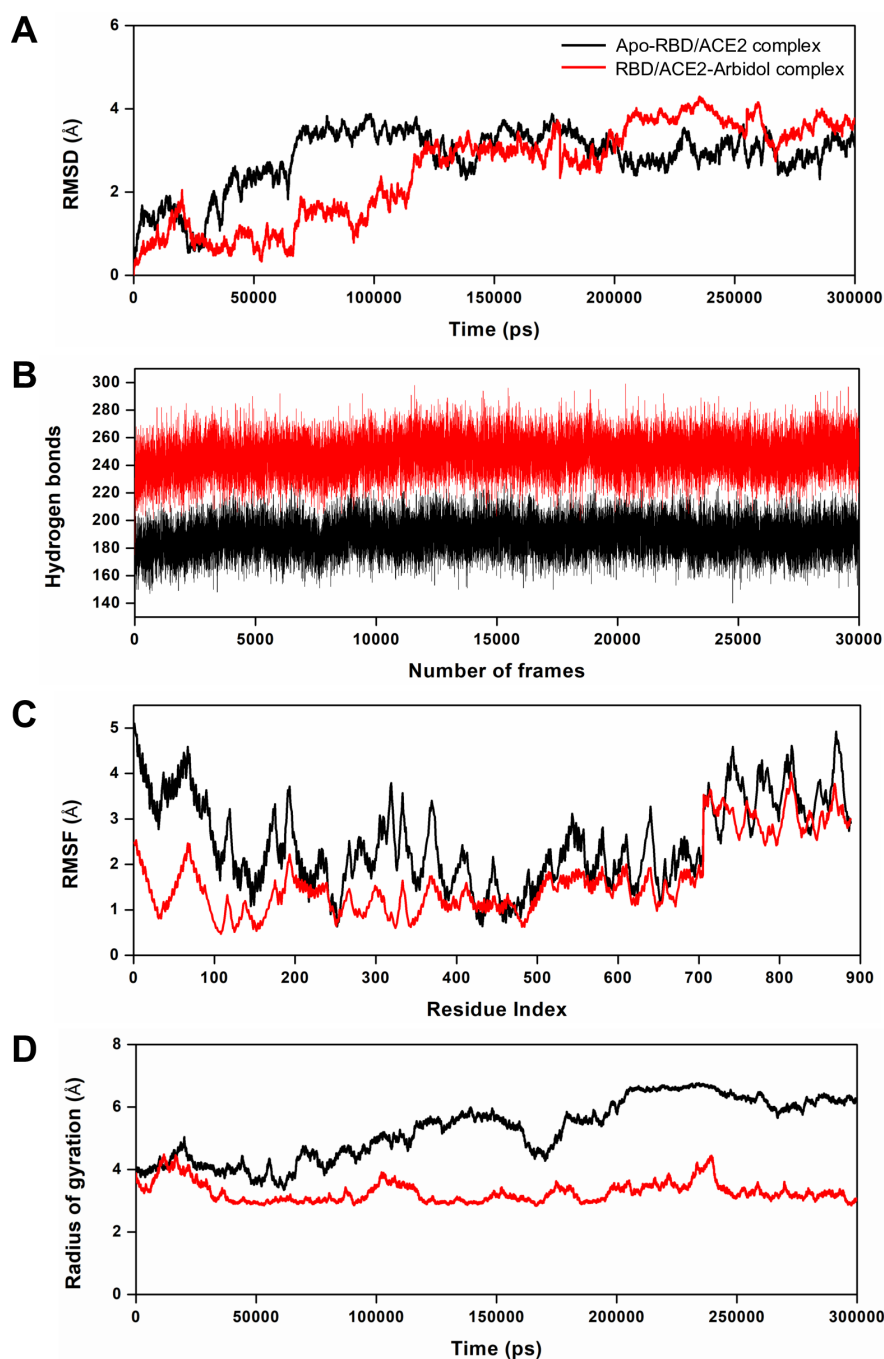 A
Apo-RBD/ACE2 complex
RBD/ACE2-Arbidol complex
RMSD (Å)
6
4
2
0
0 50000 100000 150000 200000 250000 300000
Time (ps)
B
Hydrogen bonds
300
280
260
240
220
200
180
160
140
0 5000 10000 15000 20000 25000 30000
Number of frames
C
RMSF (Å)
5
4
3
2
1
0
0 100 200 300 400 500 600 700 800 900
Residue Index
D
Radius of gyration (Å)
8
6
4
2
0
0 50000 100000 150000 200000 250000 300000
Time (ps)